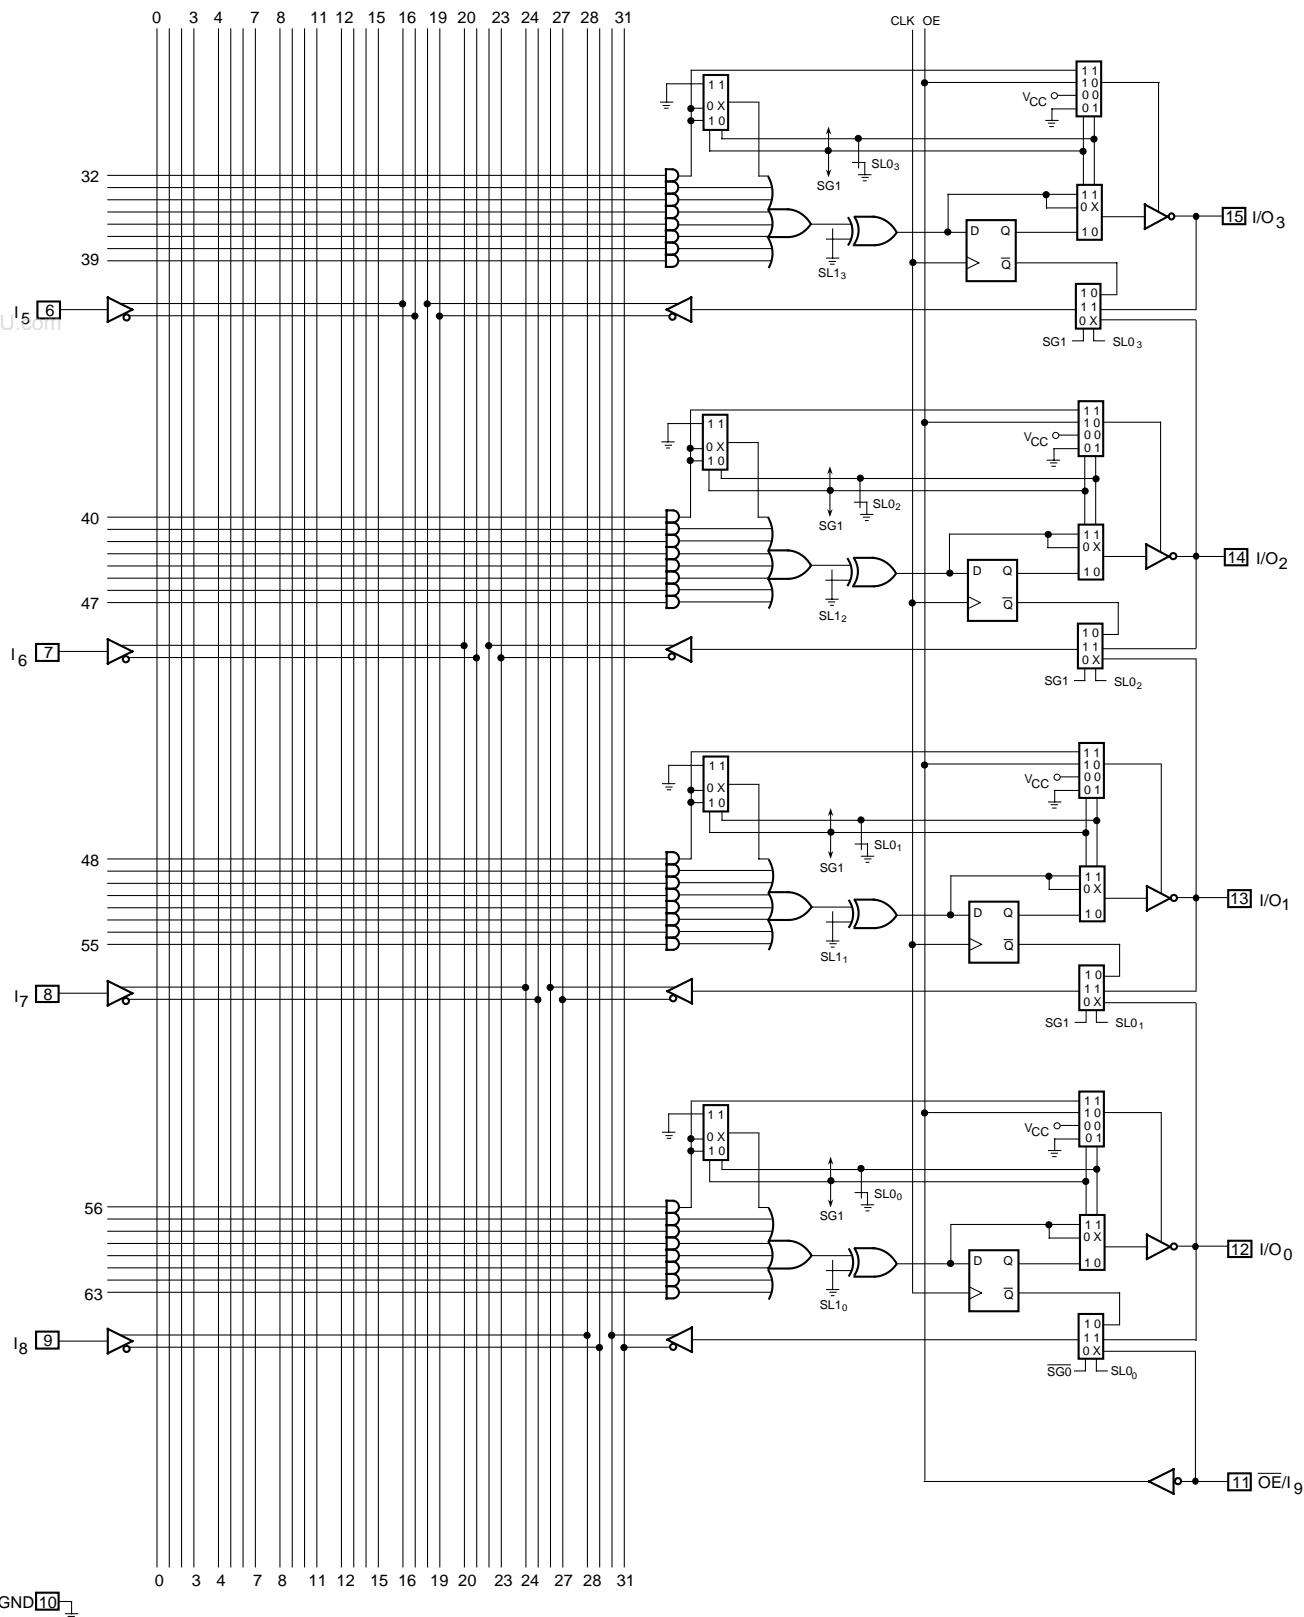 0 3 4 7 8 11 12 15 16 19 20 23 24 27 28 31
CLK OE
1 1
0 X
1 0
1 1
1 0
0 0
0 1
VCC
SG1
SL03
32
39
SL13
D Q
Q̅
1 1
0 X
1 0
15 I/O3
I5 6
U.com
1 0
1 1
0 X
SG1 SL03
1 1
0 X
1 0
1 1
1 0
0 0
0 1
VCC
SG1
SL02
40
47
SL12
D Q
Q̅
1 1
0 X
1 0
14 I/O2
I6 7
1 0
1 1
0 X
SG1 SL02
1 1
0 X
1 0
1 1
1 0
0 0
0 1
VCC
SG1
SL01
48
55
SL11
D Q
Q̅
1 1
0 X
1 0
13 I/O1
I7 8
1 0
1 1
0 X
SG1 SL01
1 1
0 X
1 0
1 1
1 0
0 0
0 1
VCC
SG1
SL00
56
63
SL10
D Q
Q̅
1 1
0 X
1 0
12 I/O0
I8 9
1 0
1 1
0 X
S̅G̅0̅ SL00
11 O̅E̅/I9
0 3 4 7 8 11 12 15 16 19 20 23 24 27 28 31
GND 10